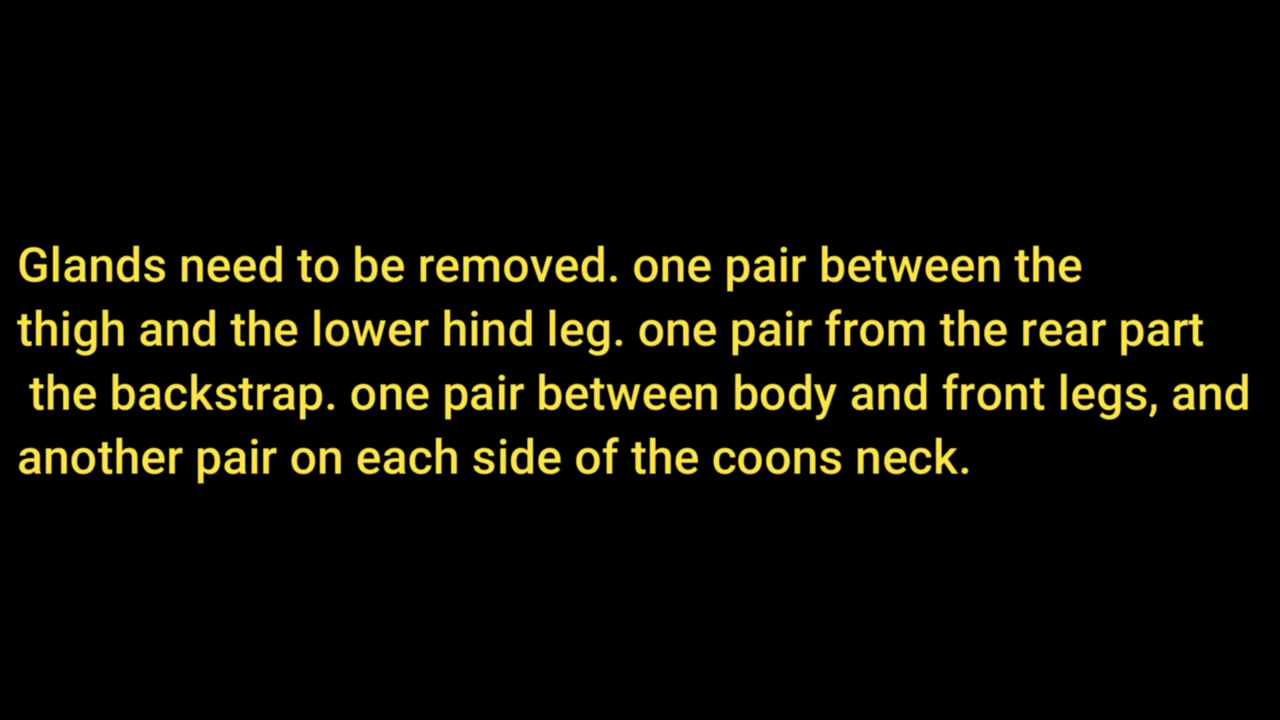 Glands need to be removed. one pair between the
thigh and the lower hind leg. one pair from the rear part
the backstrap. one pair between body and front legs, and
another pair on each side of the coons neck.